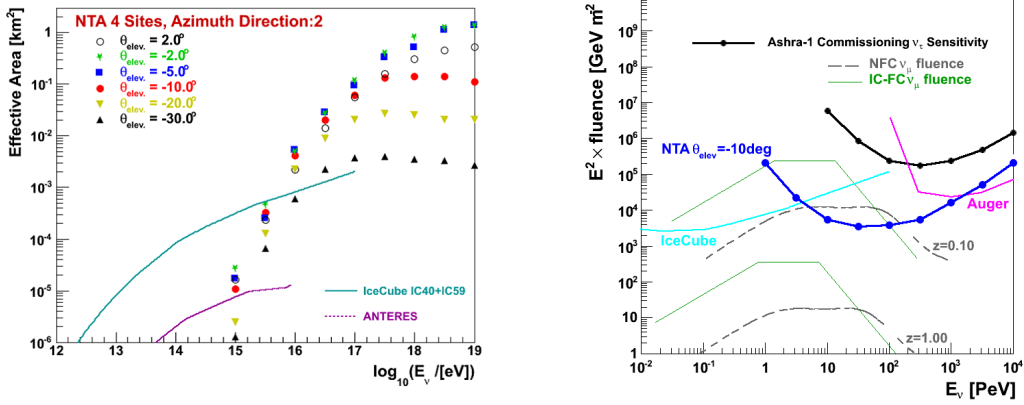 NTA 4 Sites, Azimuth Direction:2
θelev. = 2.0°
θelev. = -2.0°
θelev. = -5.0°
θelev. = -10.0°
θelev. = -20.0°
θelev. = -30.0°
Effective Area [km²]
1
10⁻¹
10⁻²
10⁻³
10⁻⁴
10⁻⁵
10⁻⁶
IceCube IC40+IC59
ANTERES
12 13 14 15 16 17 18 19
log₁₀(Eν /[eV])
E² × fluence [GeV m²]
10⁹
10⁸
10⁷
10⁶
10⁵
10⁴
10³
10²
10
1
Ashra-1 Commissioning ντ Sensitivity
NFC νμ fluence
IC-FC νμ fluence
NTA θelev=-10deg
Auger
IceCube
z=0.10
z=1.00
10⁻² 10⁻¹ 1 10 10² 10³ 10⁴
Eν [PeV]